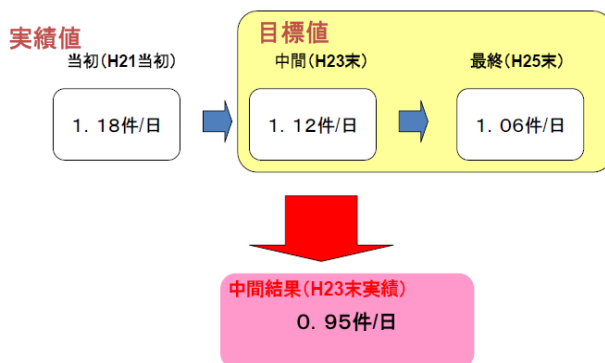 実績値
目標値
当初(H21当初)
中間(H23末)
最終(H25末)
1．18件/日
1．12件/日
1．06件/日
中間結果(H23末実績)
0．95件/日